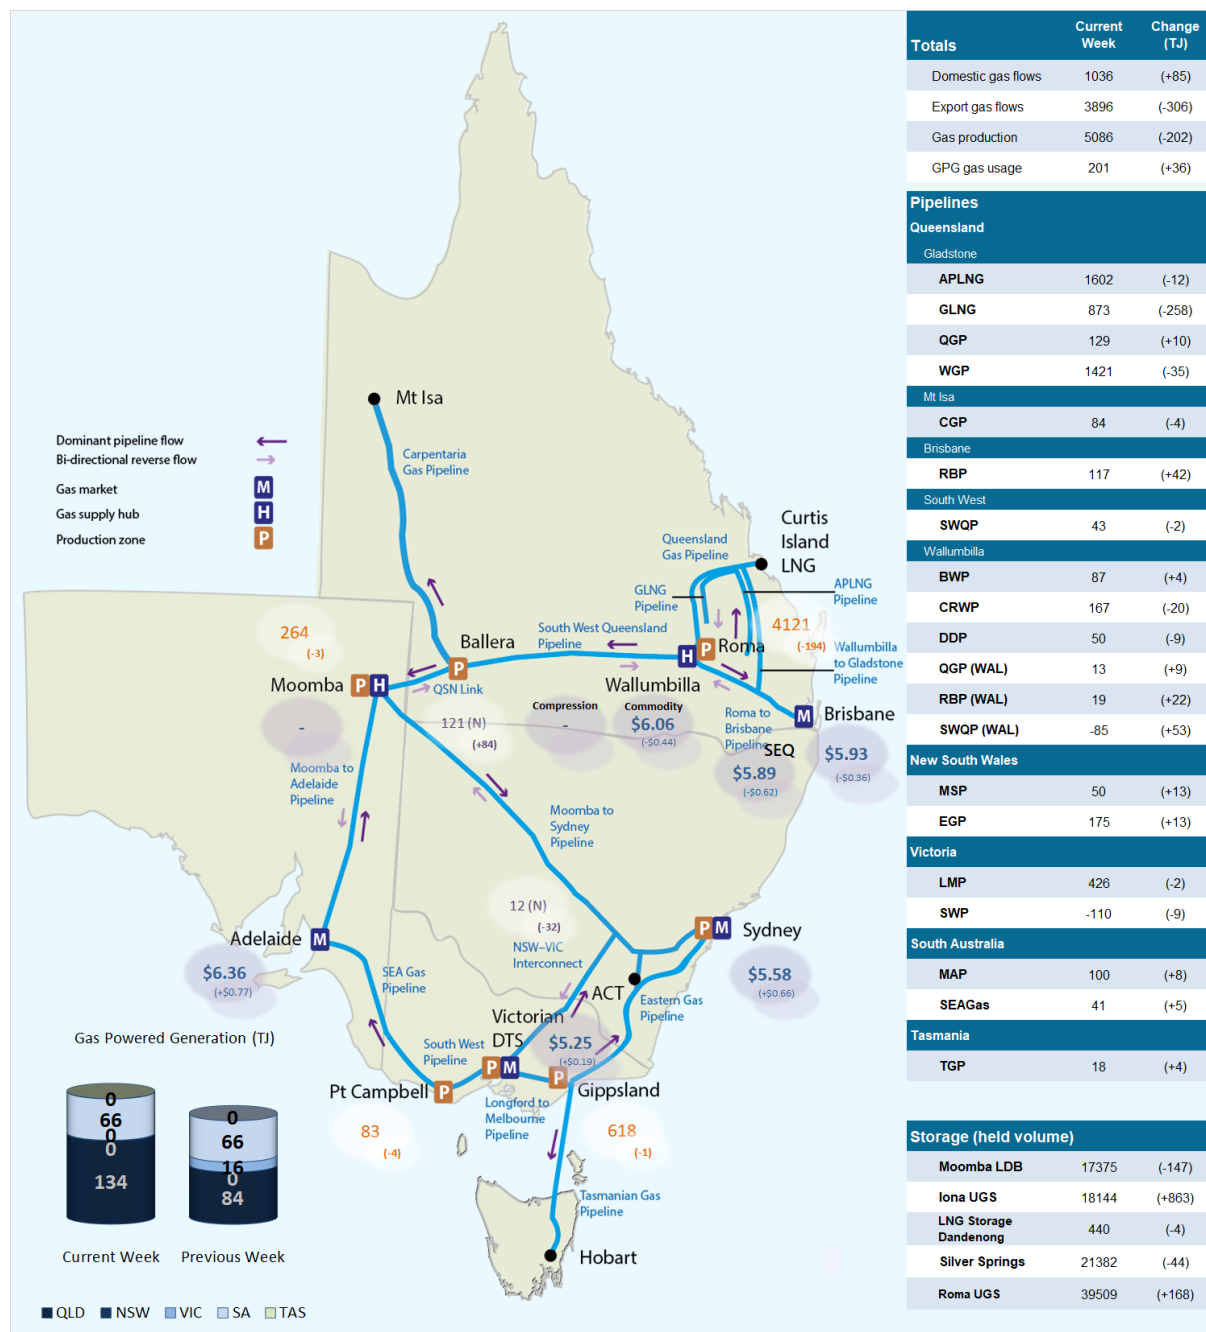 Mt Isa
Dominant pipeline flow
Bi-directional reverse flow
Gas market M
Gas supply hub H
Production zone P
Carpentaria
Gas Pipeline
Curtis
Island
LNG
Queensland
Gas Pipeline
GLNG
Pipeline
APLNG
Pipeline
264
(-3)
Ballera
P
South West Queensland
Pipeline
H P Roma
4121
(-194)
Wallumbilla
to Gladstone
Pipeline
Moomba P H
QSN Link
Wallumbilla
-
121 (N)
(+84)
Compression
-
Commodity
$6.06
(-$0.44)
Roma to
Brisbane
Pipeline
M Brisbane
SEQ
$5.89
(-$0.62)
$5.93
(-$0.36)
Moomba to
Adelaide
Pipeline
Moomba to
Sydney
Pipeline
12 (N)
(-32)
NSW-VIC
Interconnect
Adelaide M
$6.36
(+$0.77)
P M Sydney
$5.58
(+$0.66)
SEA Gas
Pipeline
ACT
Eastern Gas
Pipeline
Victorian
DTS
P M
$5.25
(+$0.19)
South West
Pipeline
P
Gippsland
Pt Campbell P
83
(-4)
Longford to
Melbourne
Pipeline
618
(-1)
Tasmanian Gas
Pipeline
Hobart
Gas Powered Generation (TJ)
0
66
0
0
134
0
66
16
0
84
Current Week
Previous Week
QLD NSW VIC SA TAS
Totals Current Week Change (TJ)
Domestic gas flows 1036 (+85)
Export gas flows 3896 (-306)
Gas production 5086 (-202)
GPG gas usage 201 (+36)
Pipelines
Queensland
Gladstone
APLNG 1602 (-12)
GLNG 873 (-258)
QGP 129 (+10)
WGP 1421 (-35)
Mt Isa
CGP 84 (-4)
Brisbane
RBP 117 (+42)
South West
SWQP 43 (-2)
Wallumbilla
BWP 87 (+4)
CRWP 167 (-20)
DDP 50 (-9)
QGP (WAL) 13 (+9)
RBP (WAL) 19 (+22)
SWQP (WAL) -85 (+53)
New South Wales
MSP 50 (+13)
EGP 175 (+13)
Victoria
LMP 426 (-2)
SWP -110 (-9)
South Australia
MAP 100 (+8)
SEAGas 41 (+5)
Tasmania
TGP 18 (+4)
Storage (held volume)
Moomba LDB 17375 (-147)
Iona UGS 18144 (+863)
LNG Storage
Dandenong 440 (-4)
Silver Springs 21382 (-44)
Roma UGS 39509 (+168)